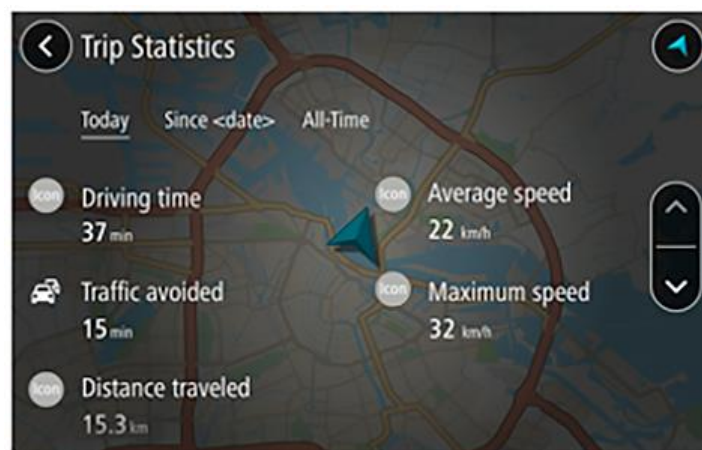 Trip Statistics
Today Since <date> All-Time
Icon Driving time
37 min
Icon Average speed
22 km/h
Traffic avoided
15 min
Icon Maximum speed
32 km/h
Icon Distance traveled
15.3 km